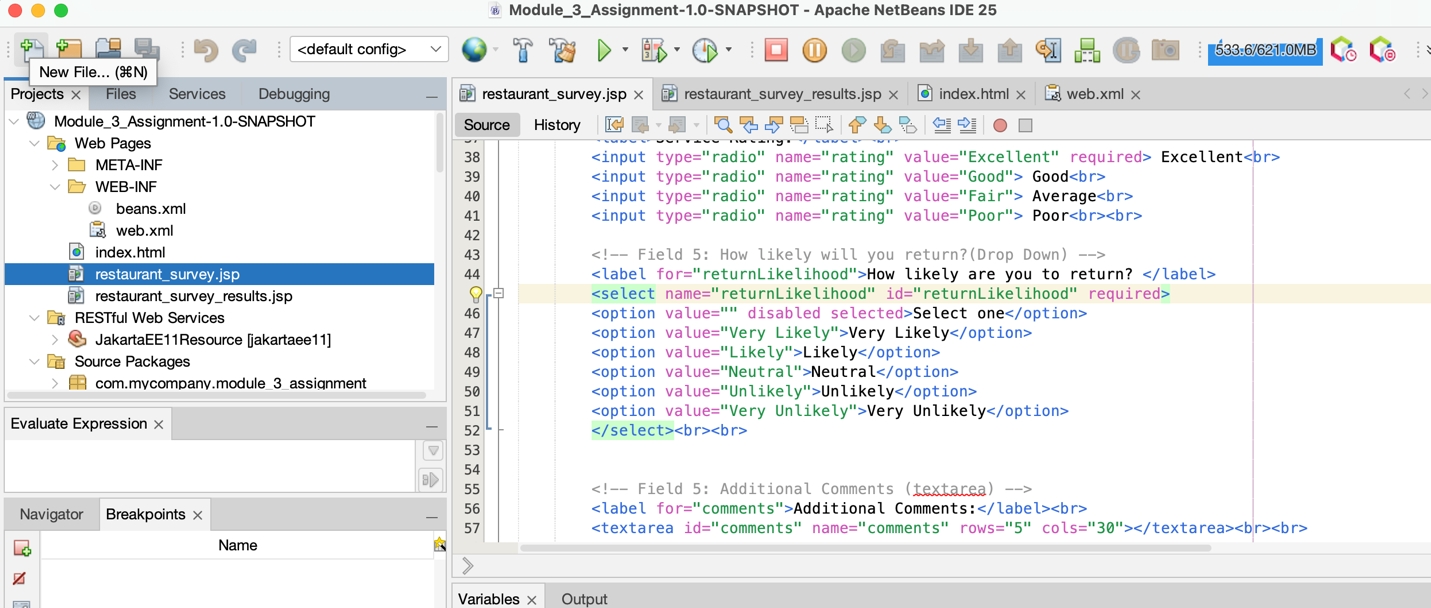 Module_3_Assignment-1.0-SNAPSHOT - Apache NetBeans IDE 25
<default config>
533.6/621.0MB
New File... (⌘N)
Projects
Files
Services
Debugging
Module_3_Assignment-1.0-SNAPSHOT
Web Pages
META-INF
WEB-INF
beans.xml
web.xml
index.html
restaurant_survey.jsp
restaurant_survey_results.jsp
RESTful Web Services
JakartaEE11Resource [jakartaee11]
Source Packages
com.mycompany.module_3_assignment
Evaluate Expression
Navigator
Breakpoints
Name
restaurant_survey.jsp
restaurant_survey_results.jsp
index.html
web.xml
Source
History
37 <label>Service Rating:</label><br>
38 <input type="radio" name="rating" value="Excellent" required> Excellent<br>
39 <input type="radio" name="rating" value="Good"> Good<br>
40 <input type="radio" name="rating" value="Fair"> Average<br>
41 <input type="radio" name="rating" value="Poor"> Poor<br><br>
42
43 <!-- Field 5: How likely will you return?(Drop Down) -->
44 <label for="returnLikelihood">How likely are you to return? </label>
<select name="returnLikelihood" id="returnLikelihood" required>
46 <option value="" disabled selected>Select one</option>
47 <option value="Very Likely">Very Likely</option>
48 <option value="Likely">Likely</option>
49 <option value="Neutral">Neutral</option>
50 <option value="Unlikely">Unlikely</option>
51 <option value="Very Unlikely">Very Unlikely</option>
52 </select><br><br>
53
54
55 <!-- Field 5: Additional Comments (textarea) -->
56 <label for="comments">Additional Comments:</label><br>
57 <textarea id="comments" name="comments" rows="5" cols="30"></textarea><br><br>
Variables
Output